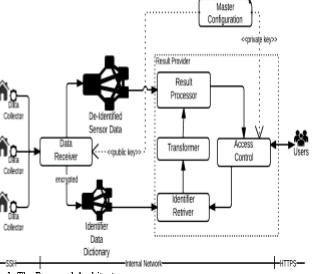 Master
Configuration
<<private key>>
Result Provider
Result
Processor
Data
Collector
De-Identified
Sensor Data
Data
Collector
Data
Receiver
<<public key>>
Transformer
Access
Control
Users
encrypted
Data
Collector
Identifier
Retriver
Identifier
Data
Dictionary
SSH
Internal Network
HTTPS